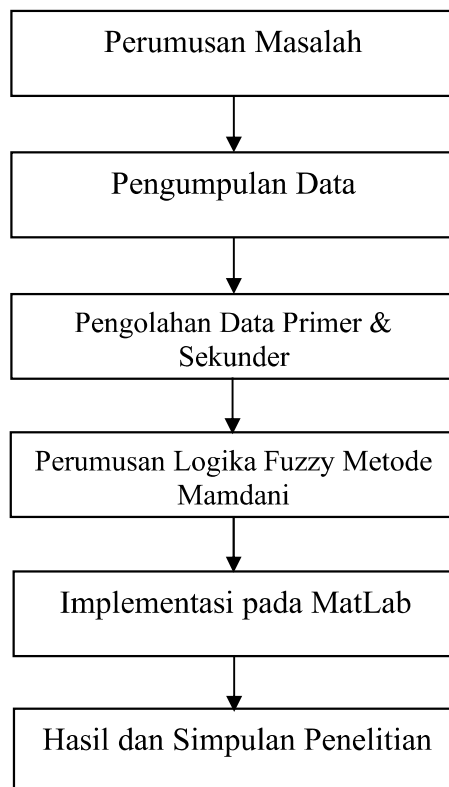 Perumusan Masalah
Pengumpulan Data
Pengolahan Data Primer &
Sekunder
Perumusan Logika Fuzzy Metode
Mamdani
Implementasi pada MatLab
Hasil dan Simpulan Penelitian